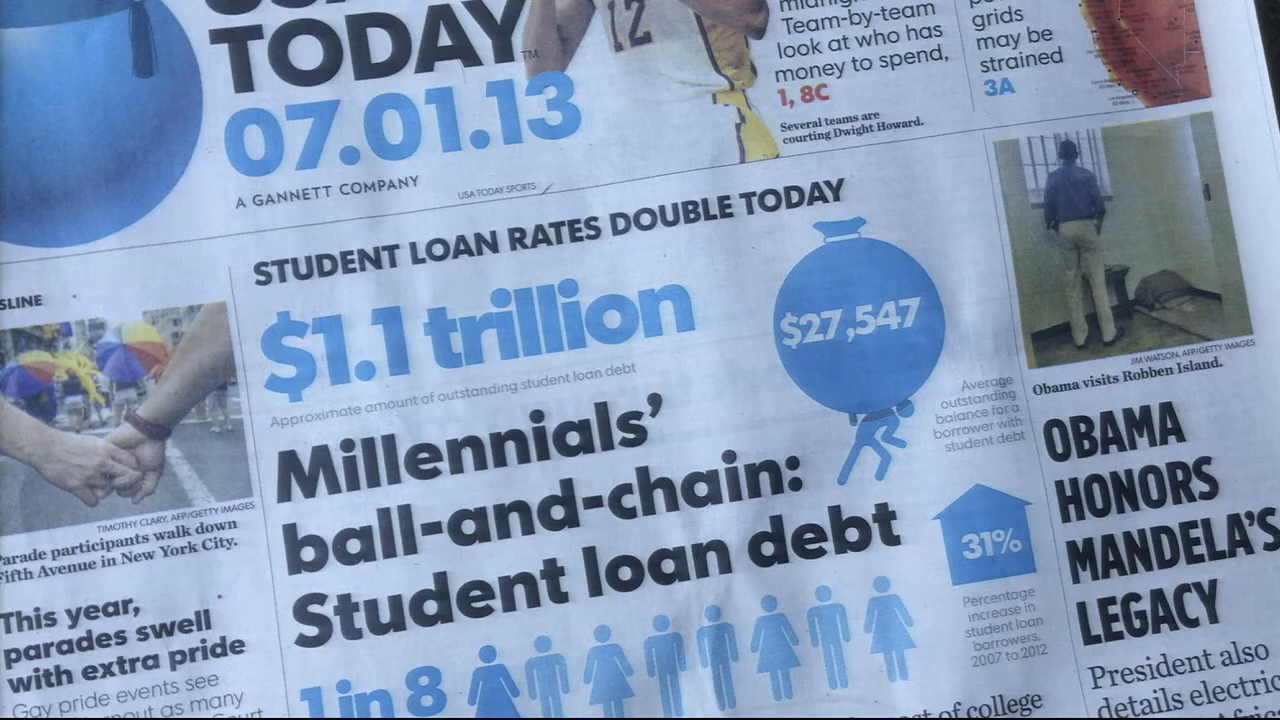 TODAY™
07.01.13
A GANNETT COMPANY
USA TODAY SPORTS
12
Team-by-team
look at who has
money to spend,
1, 8C
Several teams are
courting Dwight Howard.
grids
may be
strained
3A
STUDENT LOAN RATES DOUBLE TODAY
$1.1 trillion
Approximate amount of outstanding student loan debt
Millennials’
ball-and-chain:
Student loan debt
1 in 8
$27,547
Average
outstanding
balance for a
borrower with
student debt
31%
Percentage
increase in
student loan
borrowers,
2007 to 2012
of college
SLINE
TIMOTHY CLARY, AFP/GETTY IMAGES
Parade participants walk down
Fifth Avenue in New York City.
This year,
parades swell
with extra pride
Gay pride events see
as many
JIM WATSON, AFP/GETTY IMAGES
Obama visits Robben Island.
OBAMA
HONORS
MANDELA’S
LEGACY
President also
details electric